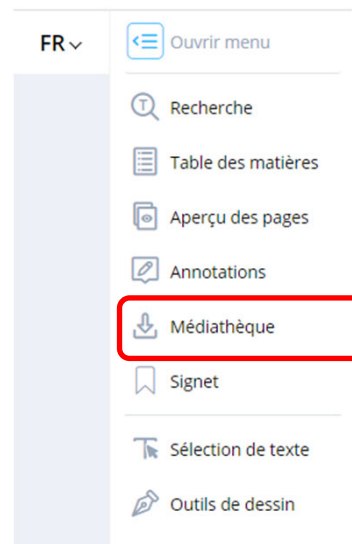 FR
Ouvrir menu
Recherche
Table des matières
Aperçu des pages
Annotations
Médiathèque
Signet
Sélection de texte
Outils de dessin